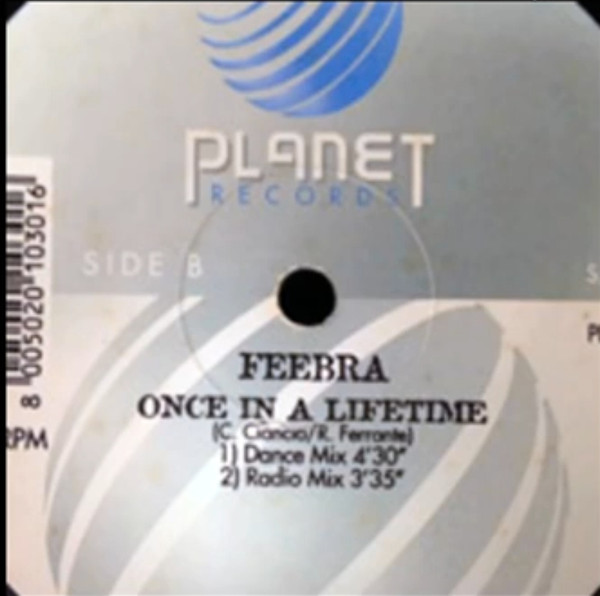 PLANET
RECORDS
SIDE B
8 005020 103016
RPM
FEEBRA
ONCE IN A LIFETIME
(C. Ciancio/R. Ferrante)
1) Dance Mix 4'30"
2) Radio Mix 3'35"